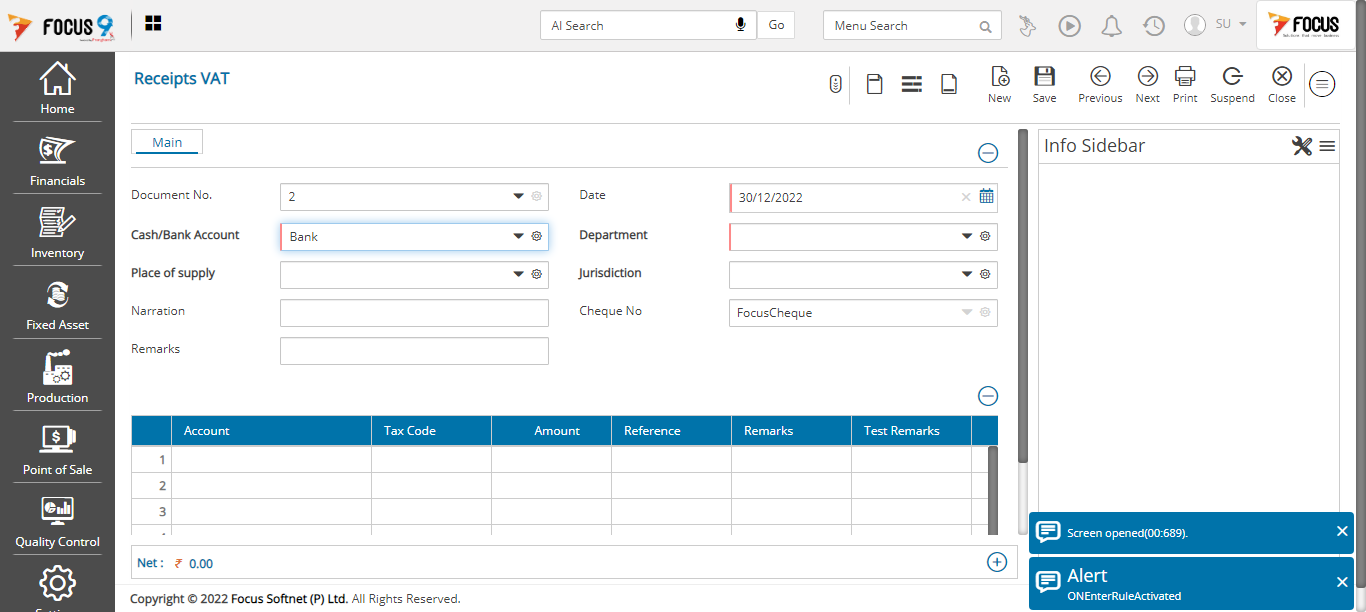 FOCUS 9
AI Search
Go
Menu Search
SU
FOCUS
Home
Financials
Inventory
Fixed Asset
Production
Point of Sale
Quality Control
Receipts VAT
New
Save
Previous
Next
Print
Suspend
Close
Main
Document No.
2
Date
30/12/2022
Cash/Bank Account
Bank
Department
Place of supply
Jurisdiction
Narration
Cheque No
FocusCheque
Remarks
Account
Tax Code
Amount
Reference
Remarks
Test Remarks
1
2
3
Net : ₹ 0.00
Info Sidebar
Screen opened(00:689).
Alert
ONEnterRuleActivated
Copyright © 2022 Focus Softnet (P) Ltd. All Rights Reserved.